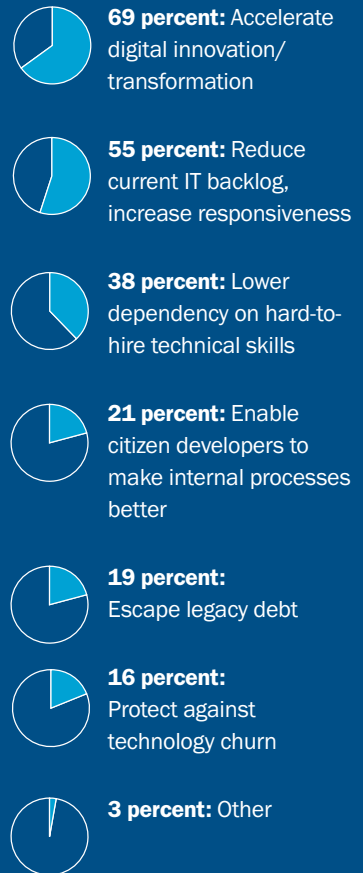 69 percent: Accelerate
digital innovation/
transformation
55 percent: Reduce
current IT backlog,
increase responsiveness
38 percent: Lower
dependency on hard-to-
hire technical skills
21 percent: Enable
citizen developers to
make internal processes
better
19 percent:
Escape legacy debt
16 percent:
Protect against
technology churn
3 percent: Other